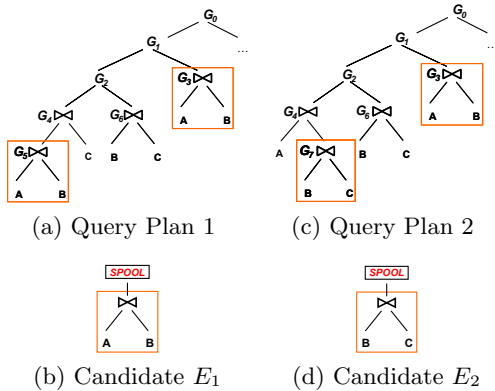 G0
G0
G1
G1
...
...
G2
G3
G2
G3
G4
G6
A
B
G4
G6
A
B
G5
C
B
C
A
G7
B
C
A
B
B
C
(a) Query Plan 1
(c) Query Plan 2
SPOOL
SPOOL
A
B
B
C
(b) Candidate E1
(d) Candidate E2